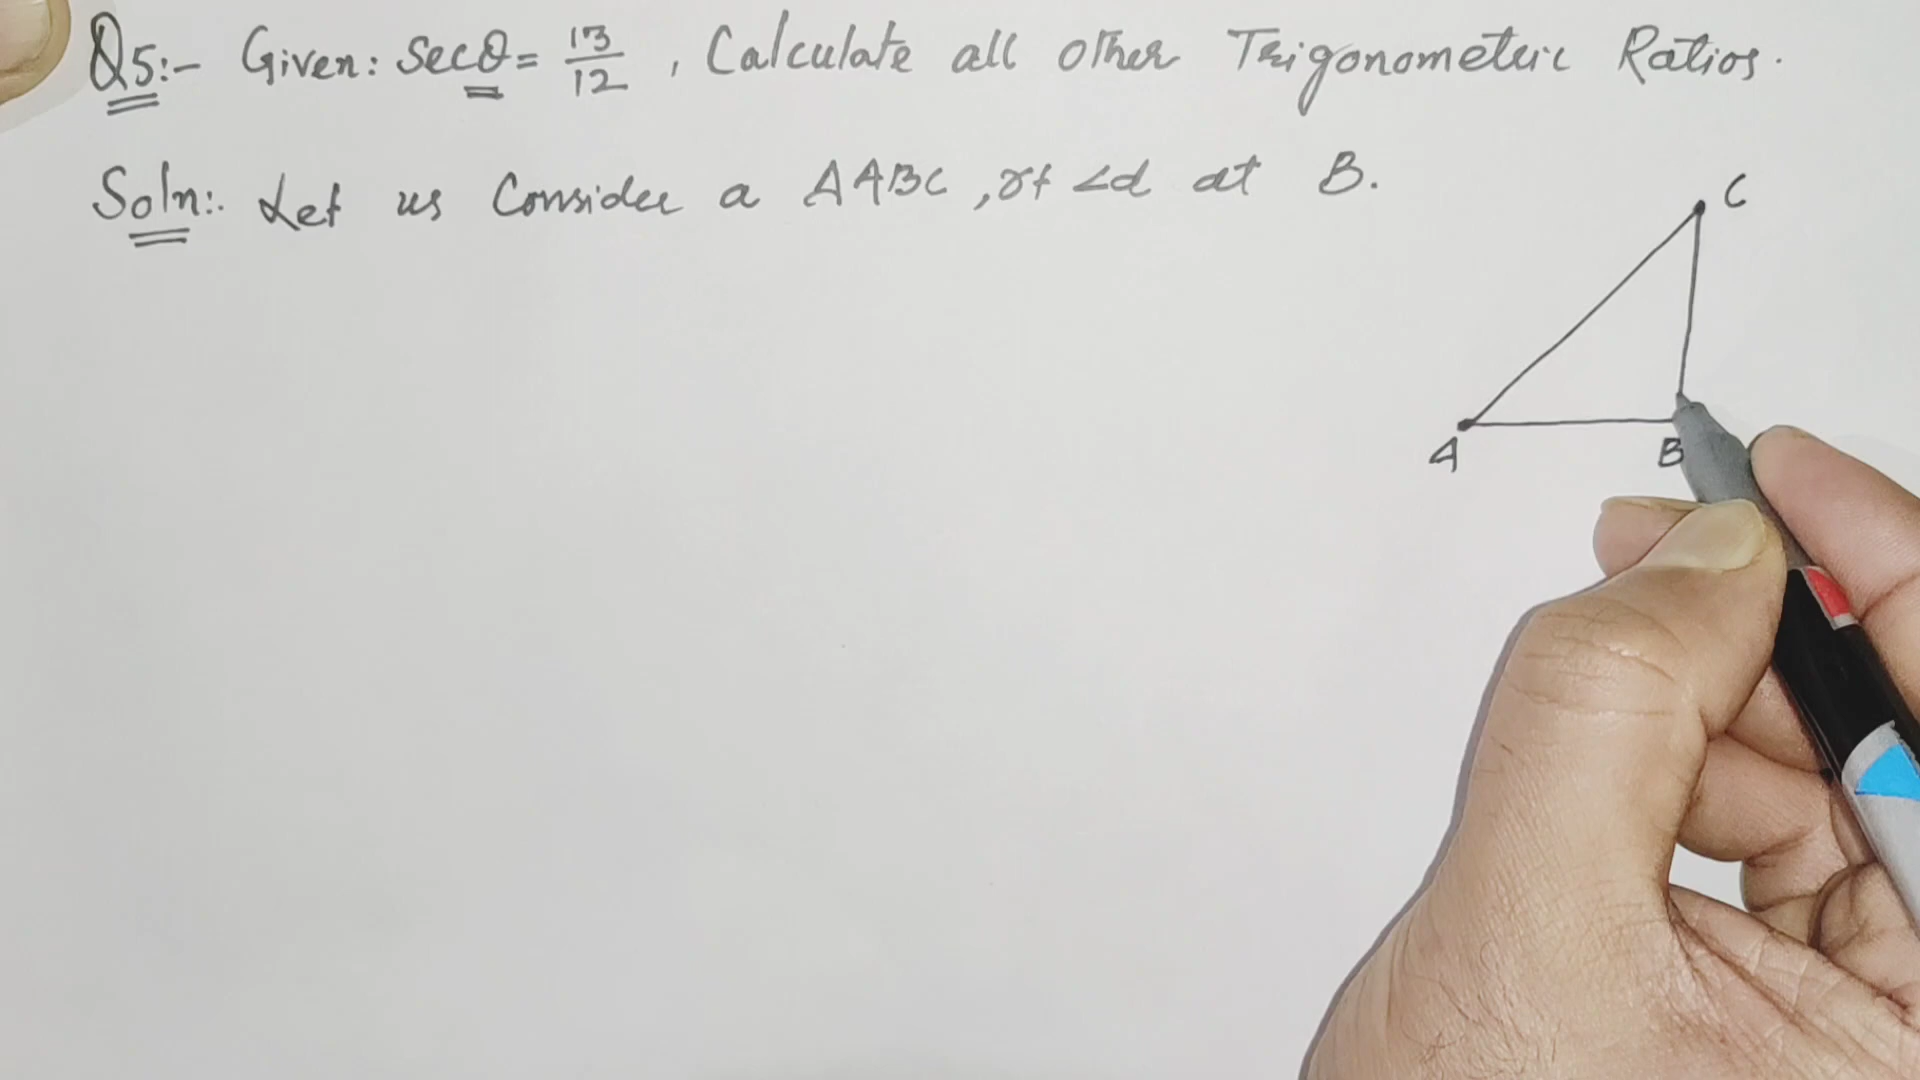 Q5:- Given: Secθ = 13/12 , Calculate all other Trigonometric Ratios.
Soln:. Let us Consider a ΔABC , rt ∠d at B.
C
A
B